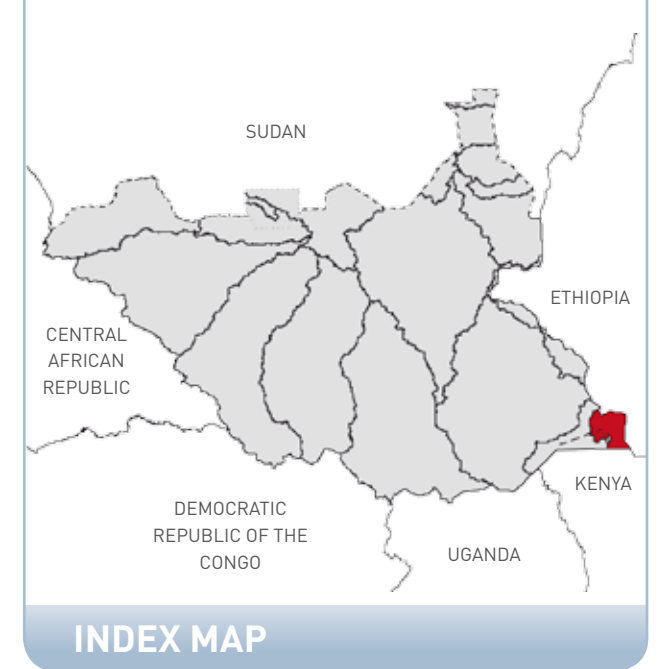 SUDAN
ETHIOPIA
CENTRAL
AFRICAN
REPUBLIC
KENYA
DEMOCRATIC
REPUBLIC OF THE
CONGO
UGANDA
INDEX MAP